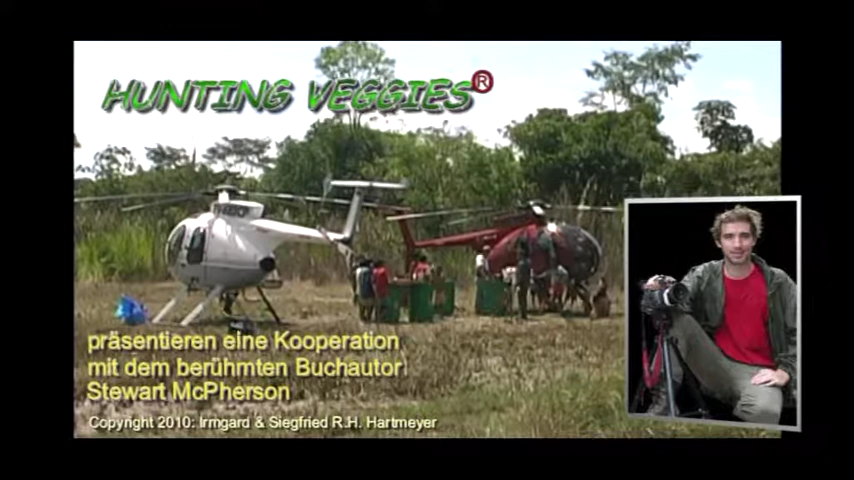 HUNTING VEGGIES®
präsentieren eine Kooperation
mit dem berühmten Buchautor
Stewart McPherson
Copyright 2010: Irmgard & Siegfried R.H. Hartmeyer